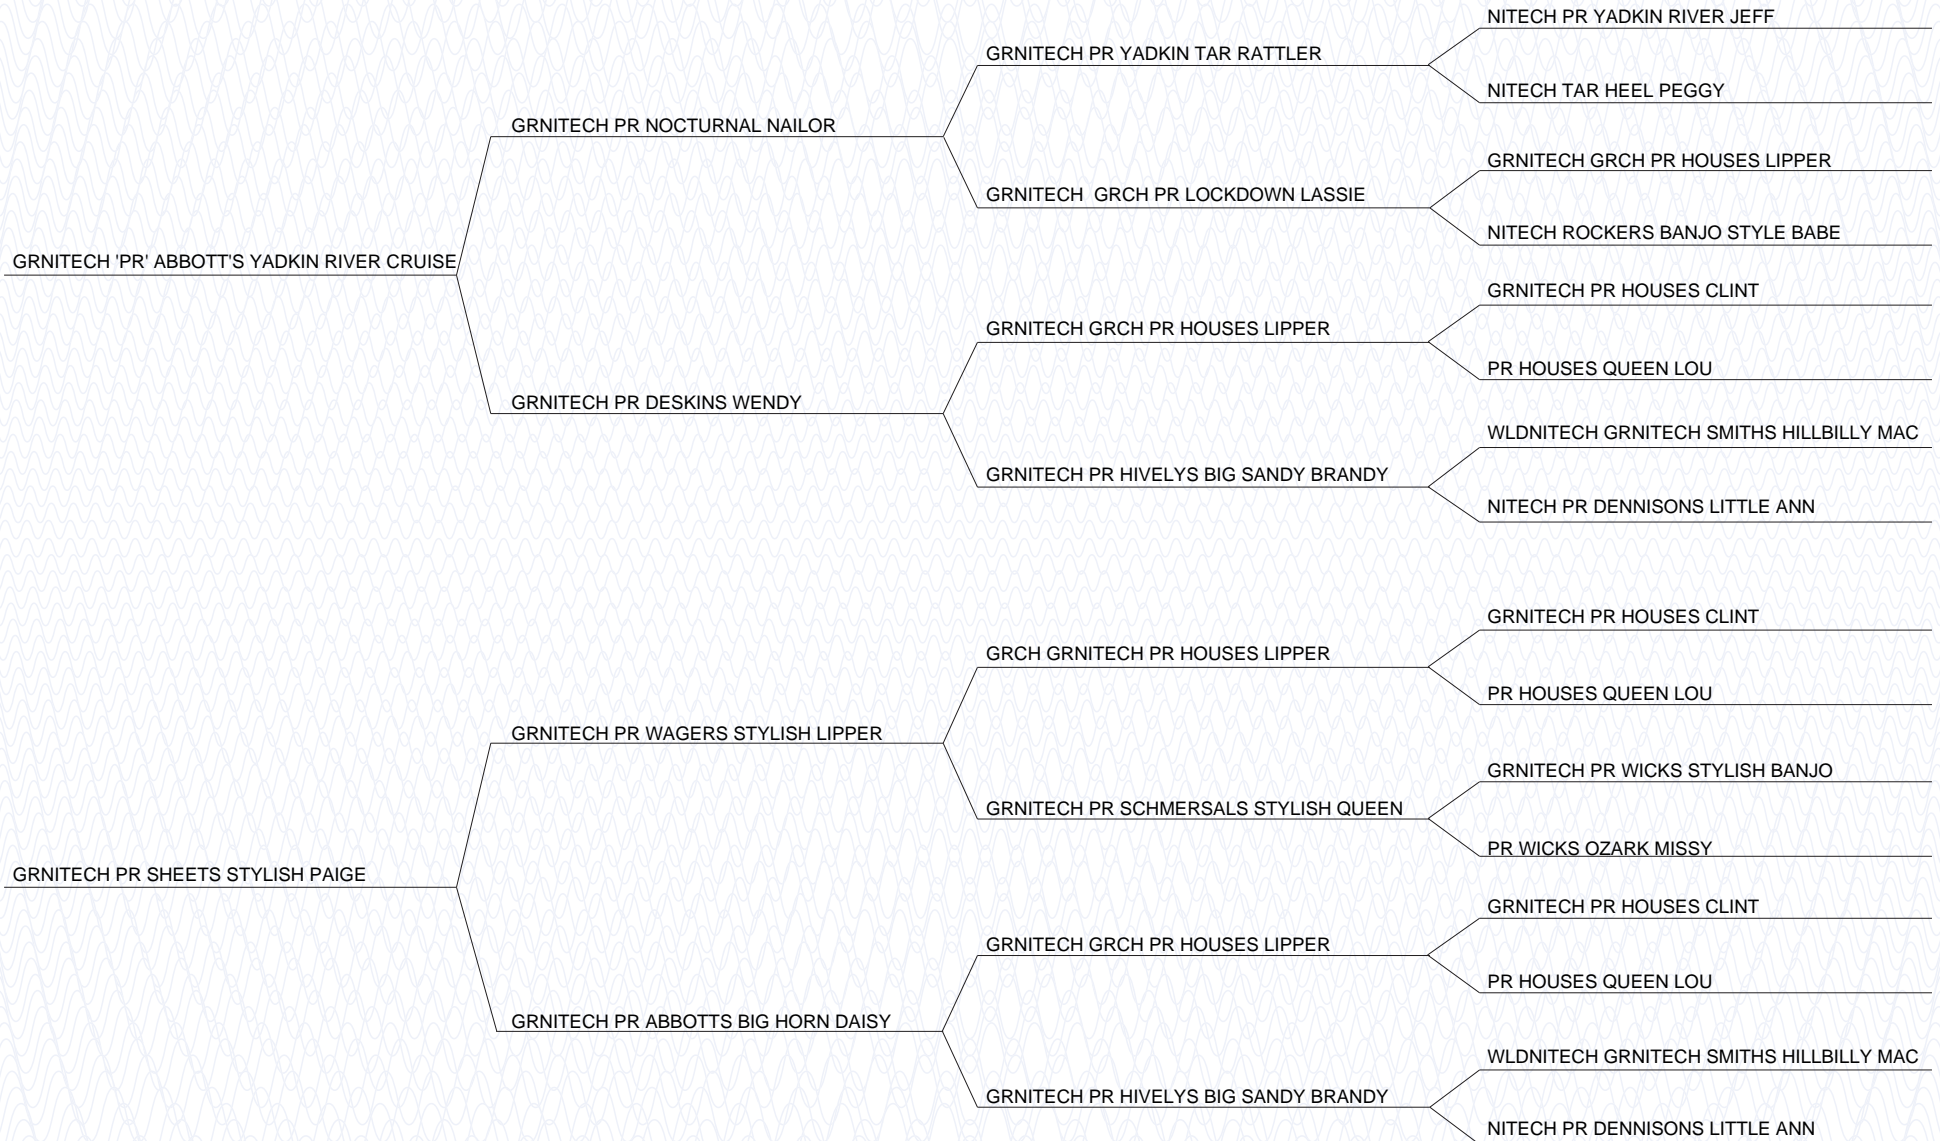 NITECH PR YADKIN RIVER JEFF
GRNITECH PR YADKIN TAR RATTLER
NITECH TAR HEEL PEGGY
GRNITECH PR NOCTURNAL NAILOR
GRNITECH GRCH PR HOUSES LIPPER
GRNITECH  GRCH PR LOCKDOWN LASSIE
NITECH ROCKERS BANJO STYLE BABE
GRNITECH 'PR' ABBOTT'S YADKIN RIVER CRUISE
GRNITECH PR HOUSES CLINT
GRNITECH GRCH PR HOUSES LIPPER
PR HOUSES QUEEN LOU
GRNITECH PR DESKINS WENDY
WLDNITECH GRNITECH SMITHS HILLBILLY MAC
GRNITECH PR HIVELYS BIG SANDY BRANDY
NITECH PR DENNISONS LITTLE ANN
GRNITECH PR HOUSES CLINT
GRCH GRNITECH PR HOUSES LIPPER
PR HOUSES QUEEN LOU
GRNITECH PR WAGERS STYLISH LIPPER
GRNITECH PR WICKS STYLISH BANJO
GRNITECH PR SCHMERSALS STYLISH QUEEN
PR WICKS OZARK MISSY
GRNITECH PR SHEETS STYLISH PAIGE
GRNITECH PR HOUSES CLINT
GRNITECH GRCH PR HOUSES LIPPER
PR HOUSES QUEEN LOU
GRNITECH PR ABBOTTS BIG HORN DAISY
WLDNITECH GRNITECH SMITHS HILLBILLY MAC
GRNITECH PR HIVELYS BIG SANDY BRANDY
NITECH PR DENNISONS LITTLE ANN